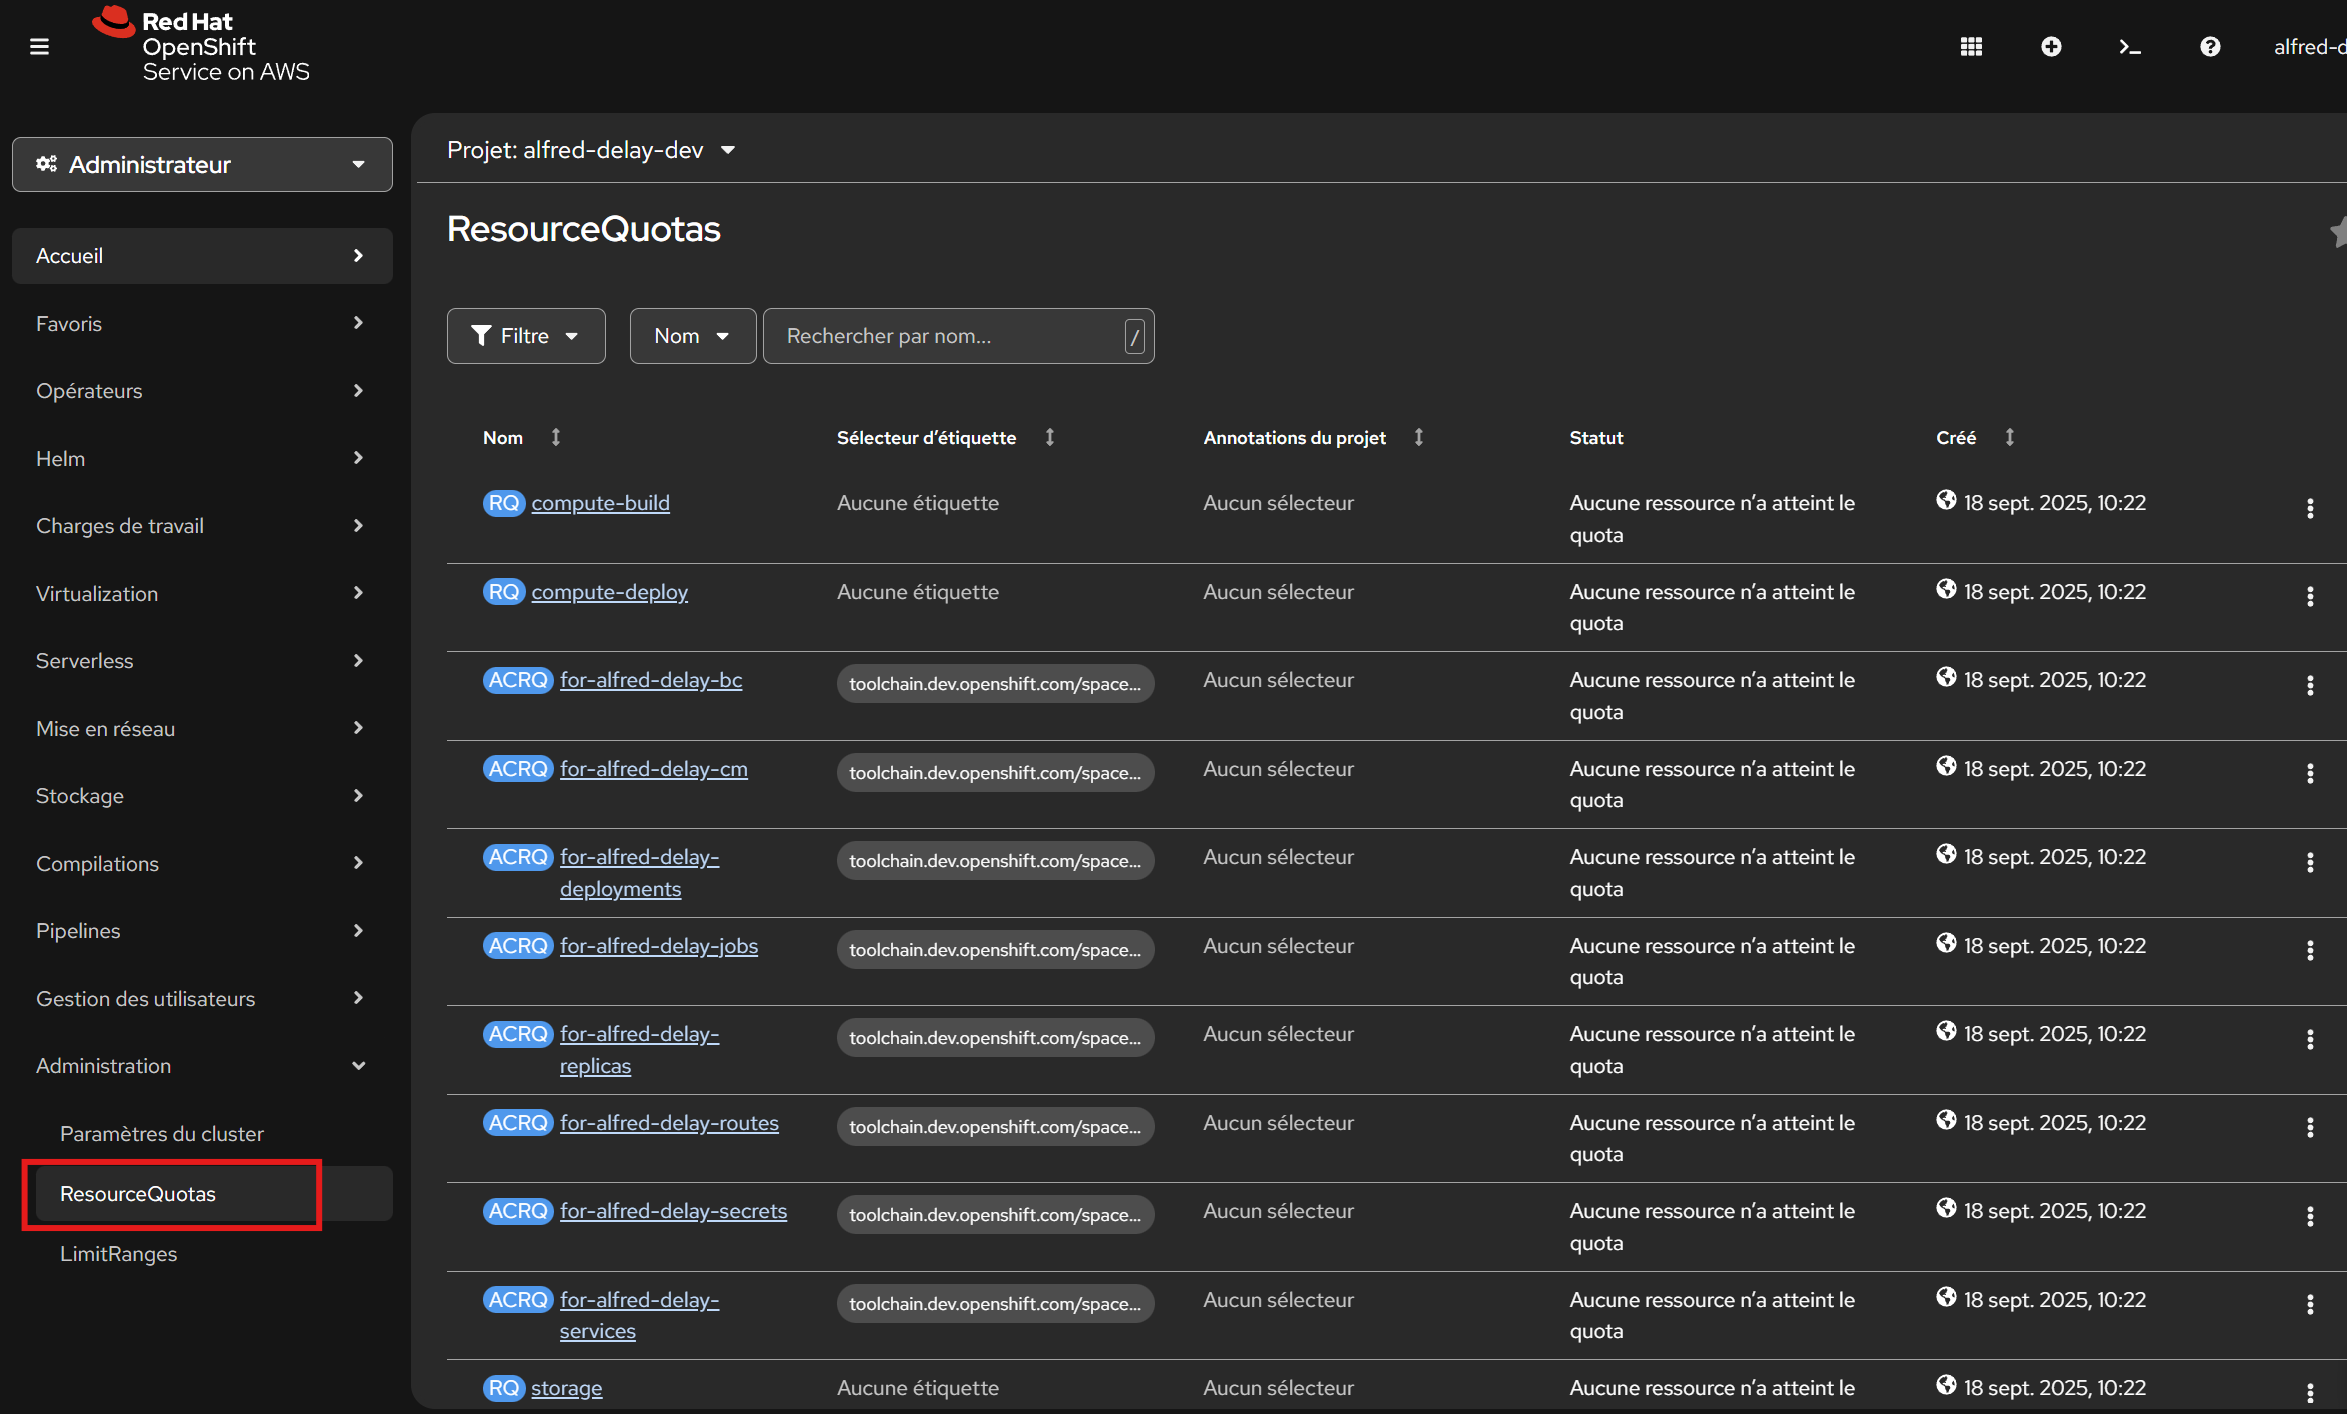 Red Hat
OpenShift
Service on AWS
alfred-d
Administrateur
Accueil
Favoris
Opérateurs
Helm
Charges de travail
Virtualization
Serverless
Mise en réseau
Stockage
Compilations
Pipelines
Gestion des utilisateurs
Administration
Paramètres du cluster
ResourceQuotas
LimitRanges
Projet: alfred-delay-dev
ResourceQuotas
Filtre Nom Rechercher par nom... /
Nom Sélecteur d’étiquette Annotations du projet Statut Créé
RQ compute-build Aucune étiquette Aucun sélecteur Aucune ressource n’a atteint le 18 sept. 2025, 10:22
quota
RQ compute-deploy Aucune étiquette Aucun sélecteur Aucune ressource n’a atteint le 18 sept. 2025, 10:22
quota
ACRQ for-alfred-delay-bc toolchain.dev.openshift.com/space... Aucun sélecteur Aucune ressource n’a atteint le 18 sept. 2025, 10:22
quota
ACRQ for-alfred-delay-cm toolchain.dev.openshift.com/space... Aucun sélecteur Aucune ressource n’a atteint le 18 sept. 2025, 10:22
quota
ACRQ for-alfred-delay- toolchain.dev.openshift.com/space... Aucun sélecteur Aucune ressource n’a atteint le 18 sept. 2025, 10:22
deployments quota
ACRQ for-alfred-delay-jobs toolchain.dev.openshift.com/space... Aucun sélecteur Aucune ressource n’a atteint le 18 sept. 2025, 10:22
quota
ACRQ for-alfred-delay- toolchain.dev.openshift.com/space... Aucun sélecteur Aucune ressource n’a atteint le 18 sept. 2025, 10:22
replicas quota
ACRQ for-alfred-delay-routes toolchain.dev.openshift.com/space... Aucun sélecteur Aucune ressource n’a atteint le 18 sept. 2025, 10:22
quota
ACRQ for-alfred-delay-secrets toolchain.dev.openshift.com/space... Aucun sélecteur Aucune ressource n’a atteint le 18 sept. 2025, 10:22
quota
ACRQ for-alfred-delay- toolchain.dev.openshift.com/space... Aucun sélecteur Aucune ressource n’a atteint le 18 sept. 2025, 10:22
services quota
RQ storage Aucune étiquette Aucun sélecteur Aucune ressource n’a atteint le 18 sept. 2025, 10:22